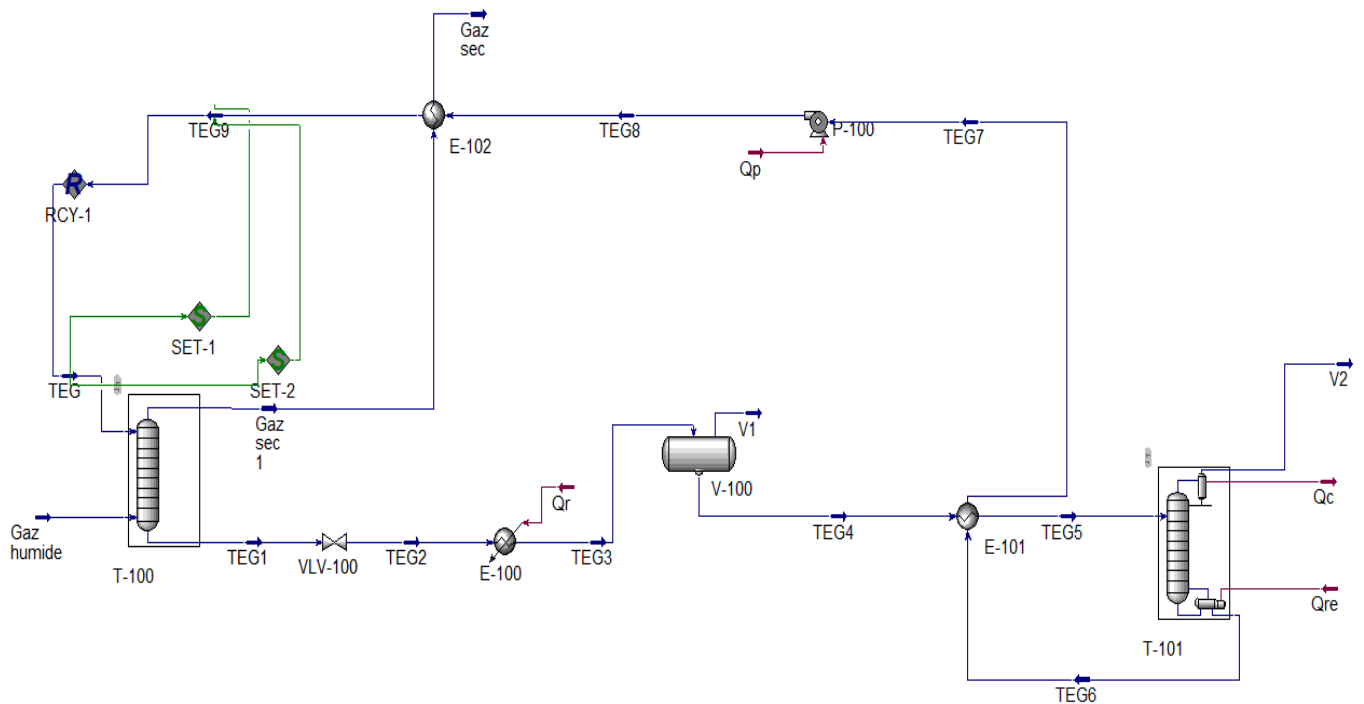 Gaz
sec
TEG9
E-102
TEG8
P-100
TEG7
Qp
R
RCY-1
S
SET-1
S
SET-2
TEG
Gaz
sec
1
V1
V2
V-100
Qr
Qc
Gaz
humide
TEG1
VLV-100
TEG2
E-100
TEG3
TEG4
E-101
TEG5
T-100
Qre
T-101
TEG6